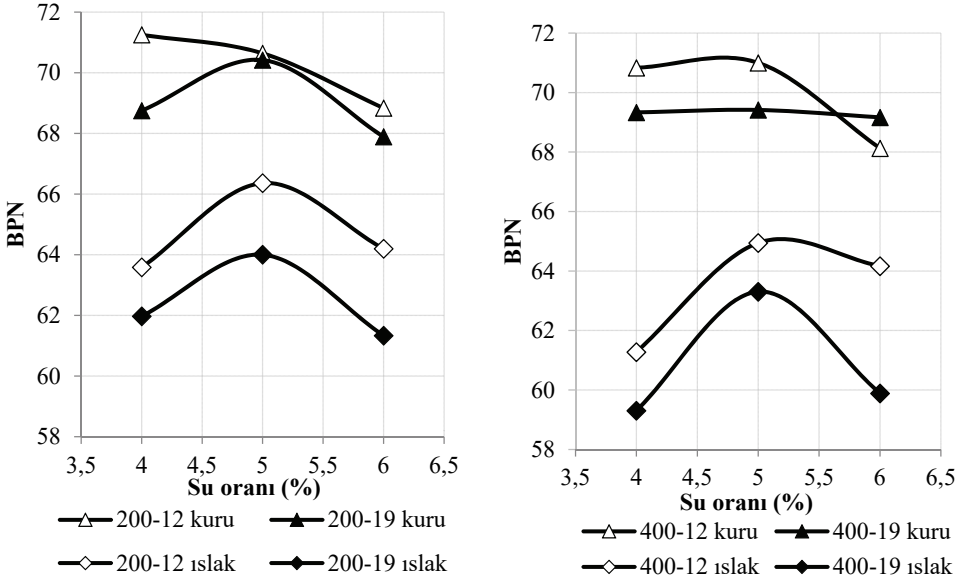 72
70
68
66
64
62
60
58
BPN
3,5 4 4,5 5 5,5 6 6,5
Su oranı (%)
200-12 kuru 200-19 kuru
200-12 ıslak 200-19 ıslak
72
70
68
66
64
62
60
58
BPN
3,5 4 4,5 5 5,5 6 6,5
Su oranı (%)
400-12 kuru 400-19 kuru
400-12 ıslak 400-19 ıslak